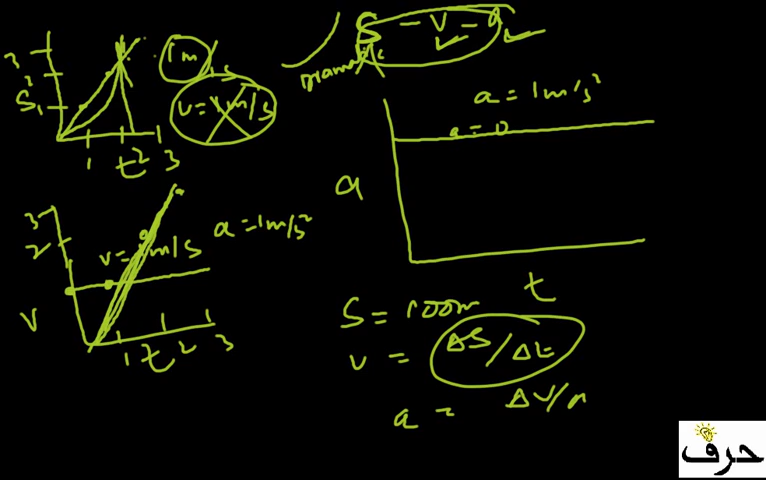 S - V - a
1m/s
v = 1m/s
3
2
S 1
1 t 2 3
a = 1m/s²
a = 0
a
t
3
2
v = 1m/s
a = 1m/s²
V
1 t 2 3
S = 100m
v = ΔS/Δt
a = ΔV/
حرف